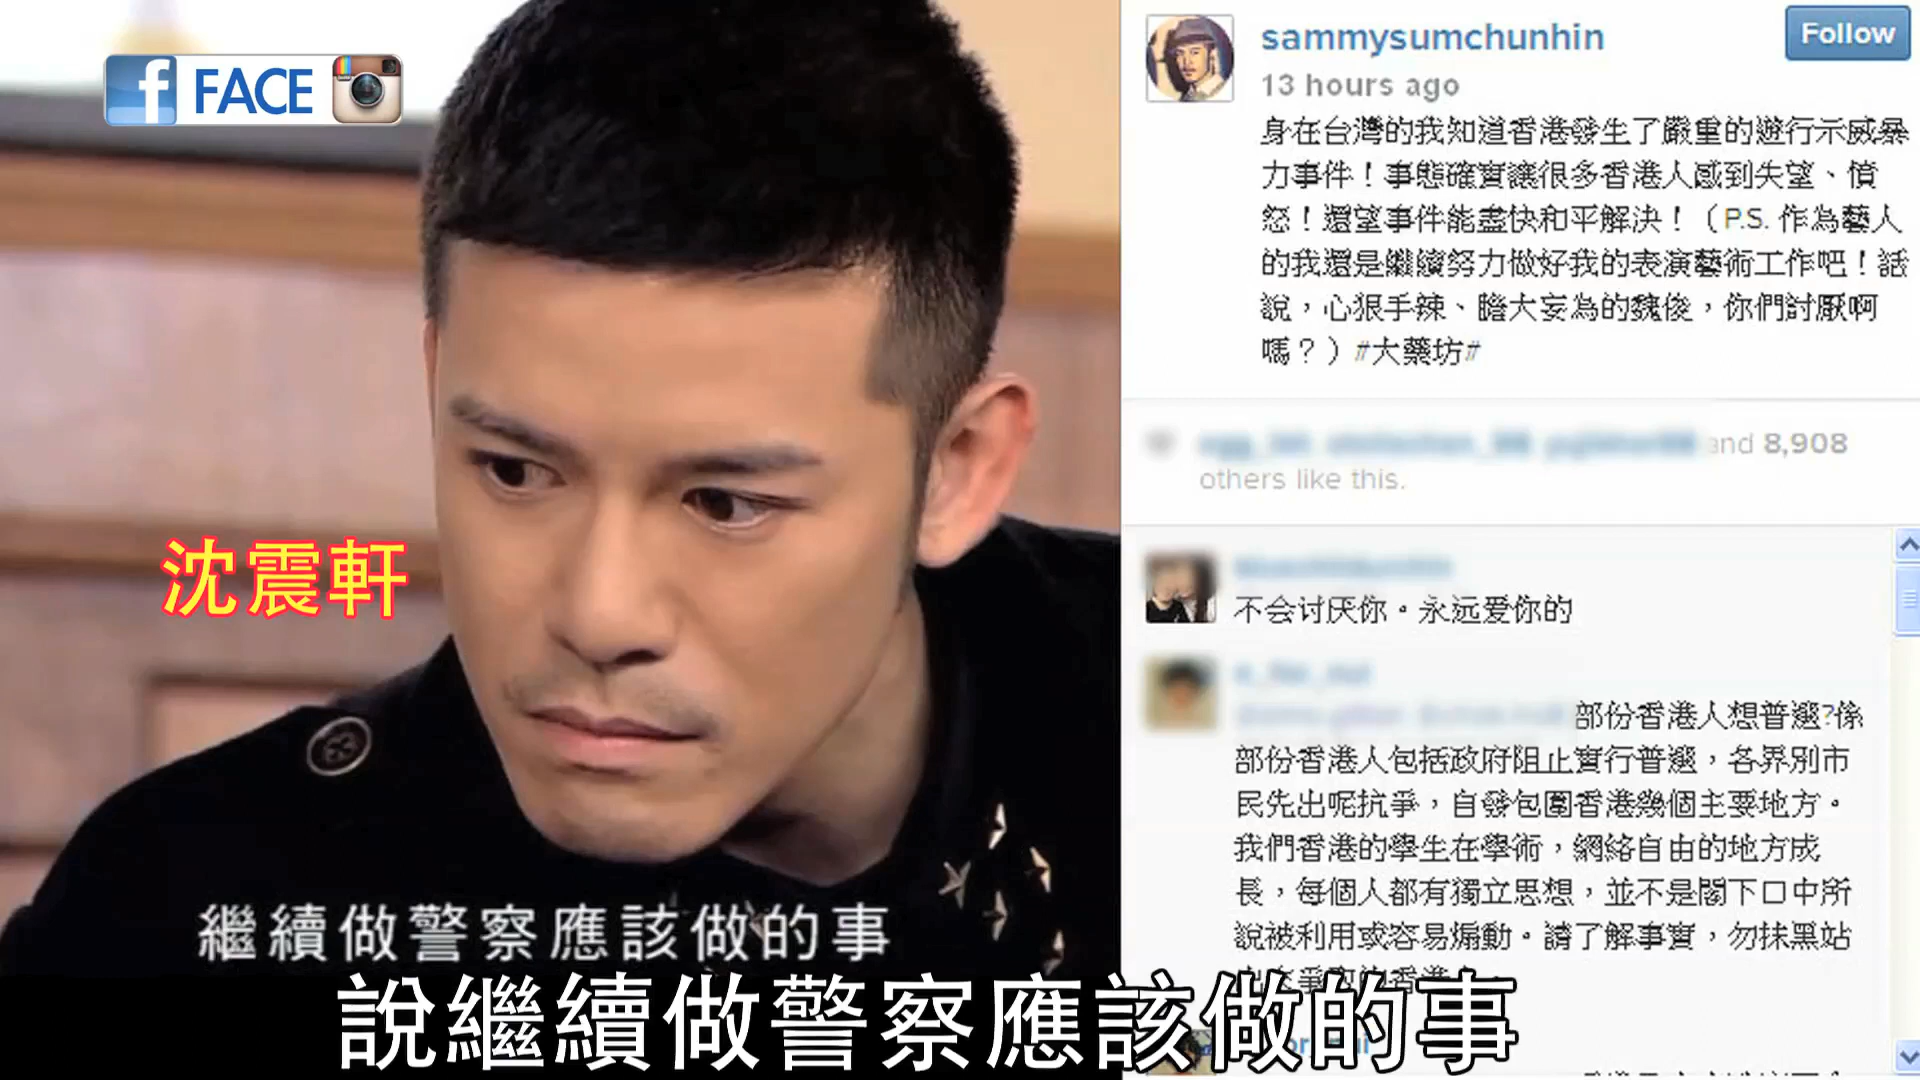 FACE
sammysumchunhin
Follow
13 hours ago
身在台灣的我知道香港發生了嚴重的遊行示威暴
力事件！事態確實讓很多香港人感到失望、憤
怒！還望事件能盡快和平解決！（P.S. 作為藝人
的我還是繼續努力做好我的表演藝術工作吧！話
說，心狠手辣、膽大妄為的魏俊，你們討厭啊
嗎？）#大藥坊#
and 8,908
others like this.
不会讨厌你。永远爱你的
部份香港人想普選?係
部份香港人包括政府阻止實行普選，各界別市
民先出呢抗爭，自發包圍香港幾個主要地方。
我們香港的學生在學術，網絡自由的地方成
長，每個人都有獨立思想，並不是閣下口中所
說被利用或容易煽動。請了解事實，勿抹黑站
沈震軒
繼續做警察應該做的事
說繼續做警察應該做的事